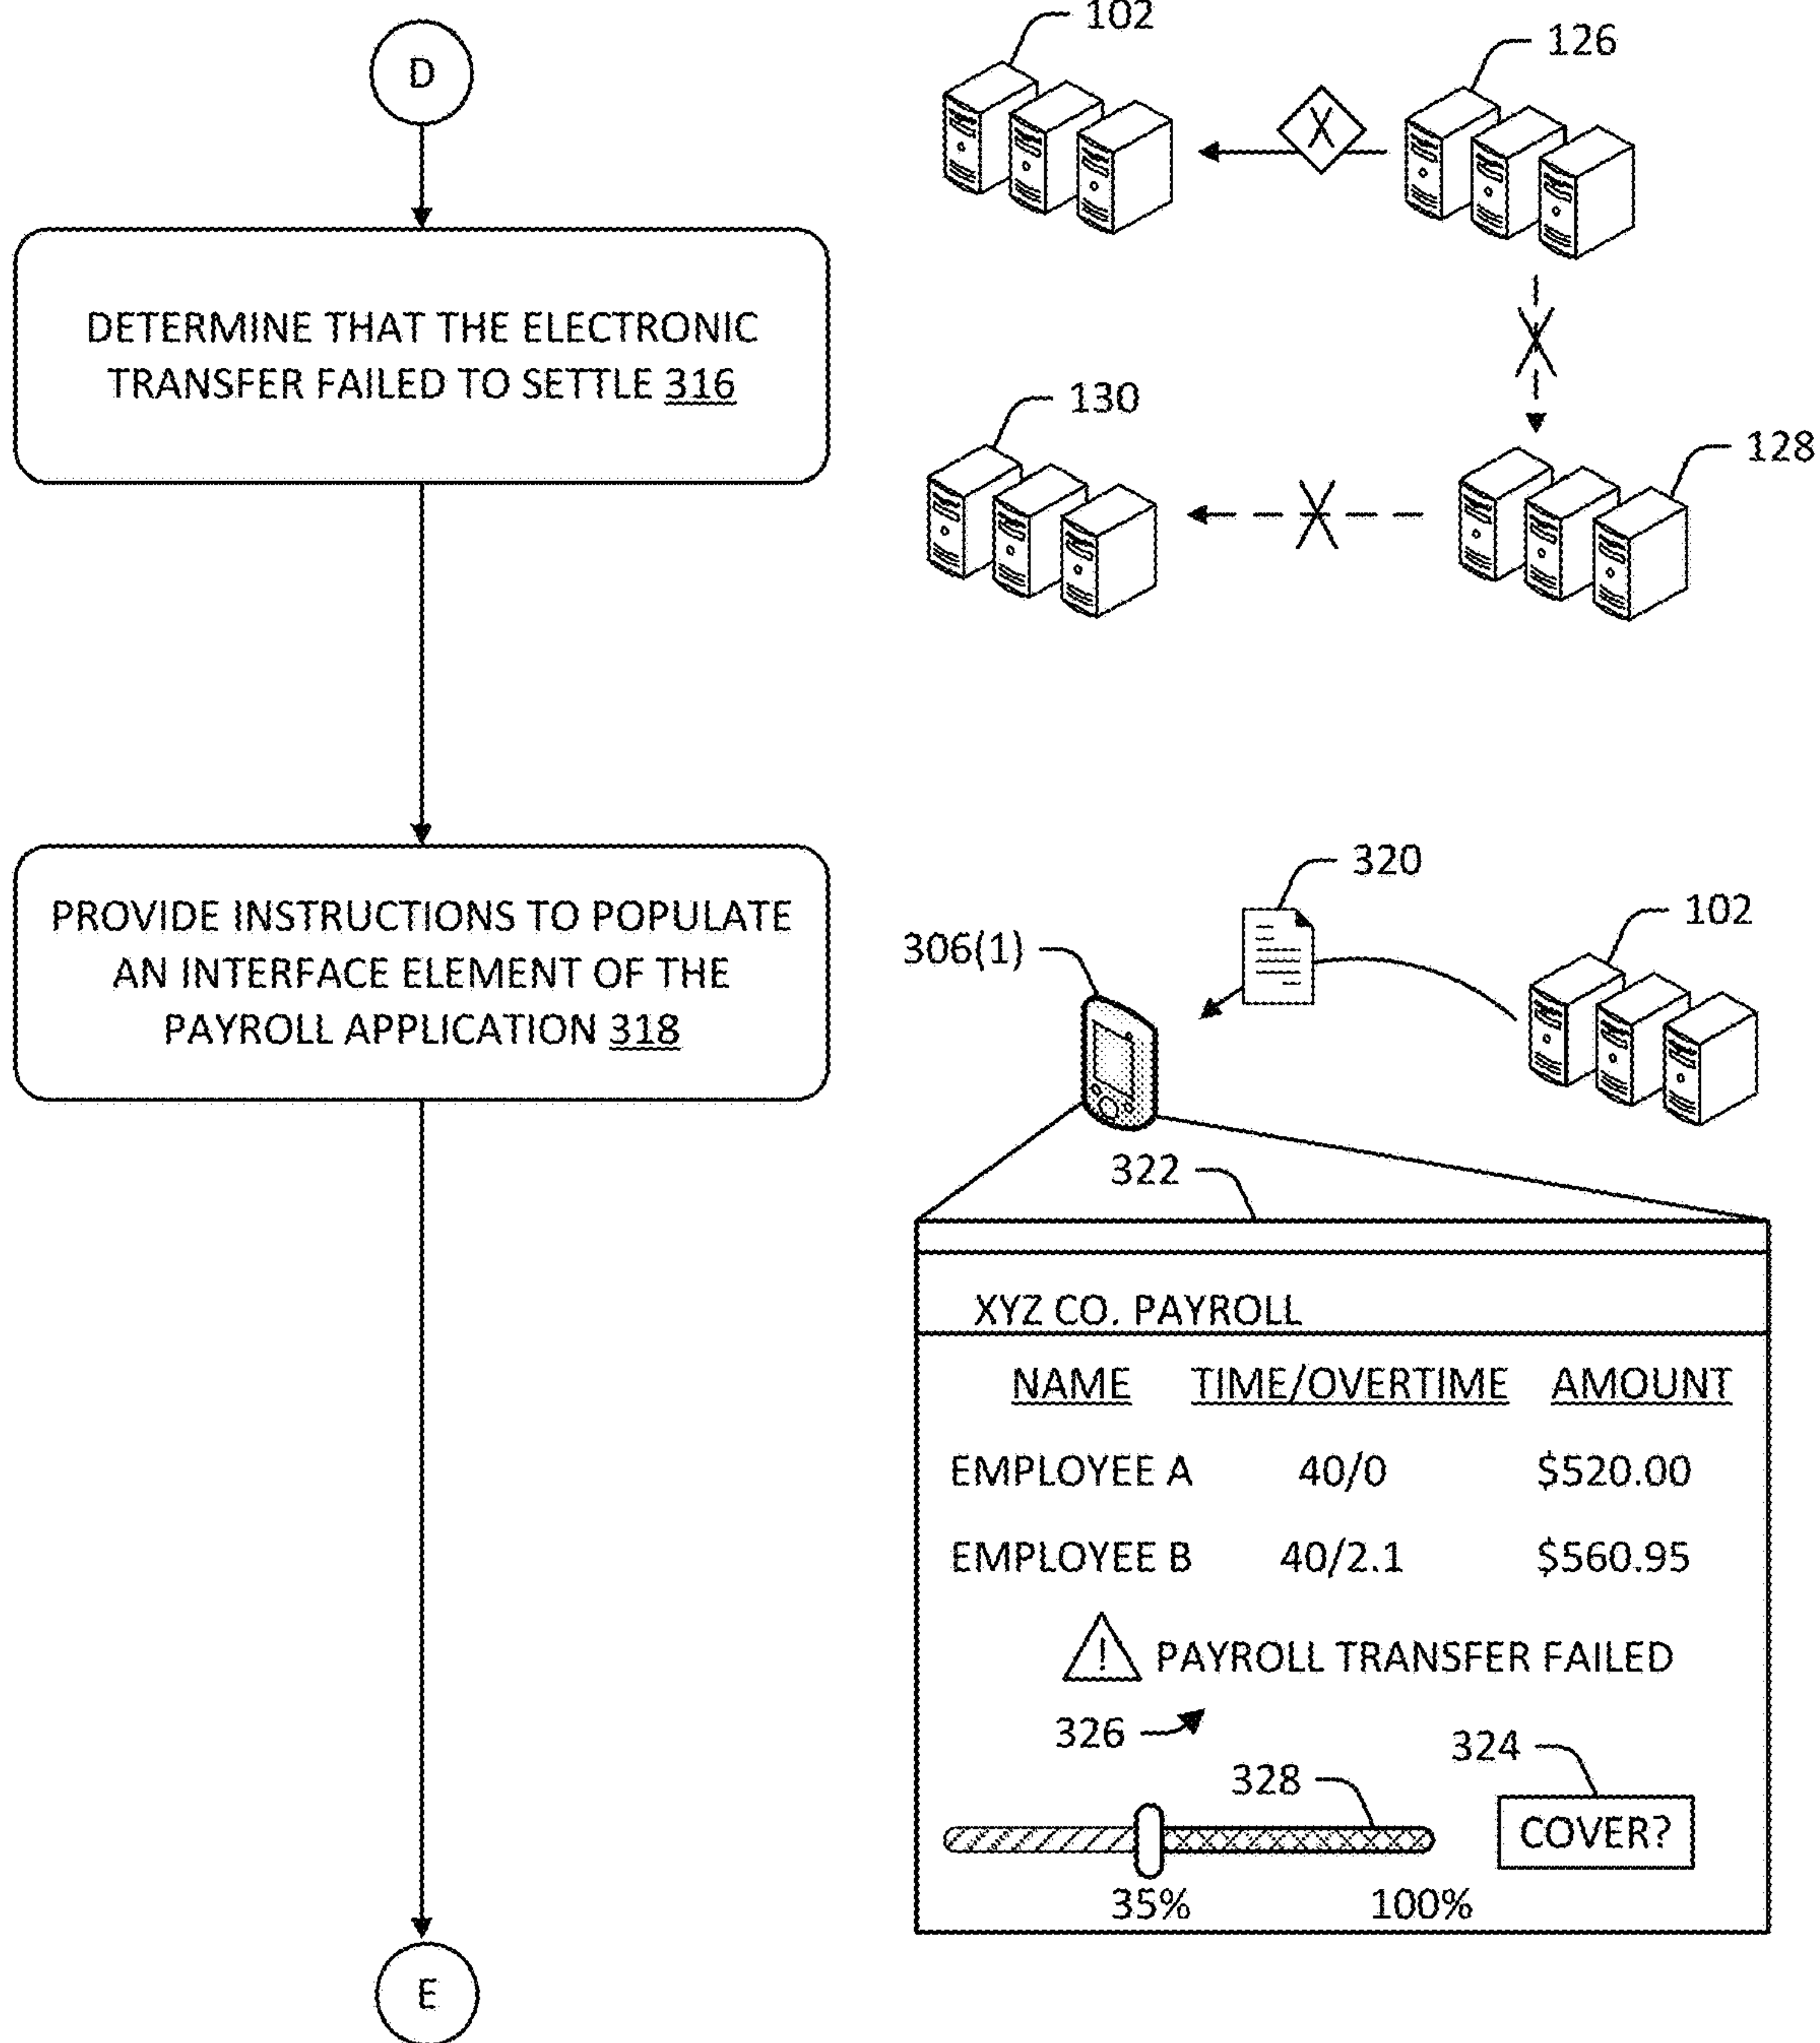 D
DETERMINE THAT THE ELECTRONIC
TRANSFER FAILED TO SETTLE 316
102
126
X
130
128
PROVIDE INSTRUCTIONS TO POPULATE
AN INTERFACE ELEMENT OF THE
PAYROLL APPLICATION 318
320
306(1)
102
322
XYZ CO. PAYROLL
NAME TIME/OVERTIME AMOUNT
EMPLOYEE A 40/0 $520.00
EMPLOYEE B 40/2.1 $560.95
! PAYROLL TRANSFER FAILED
326
324
328
COVER?
35% 100%
E